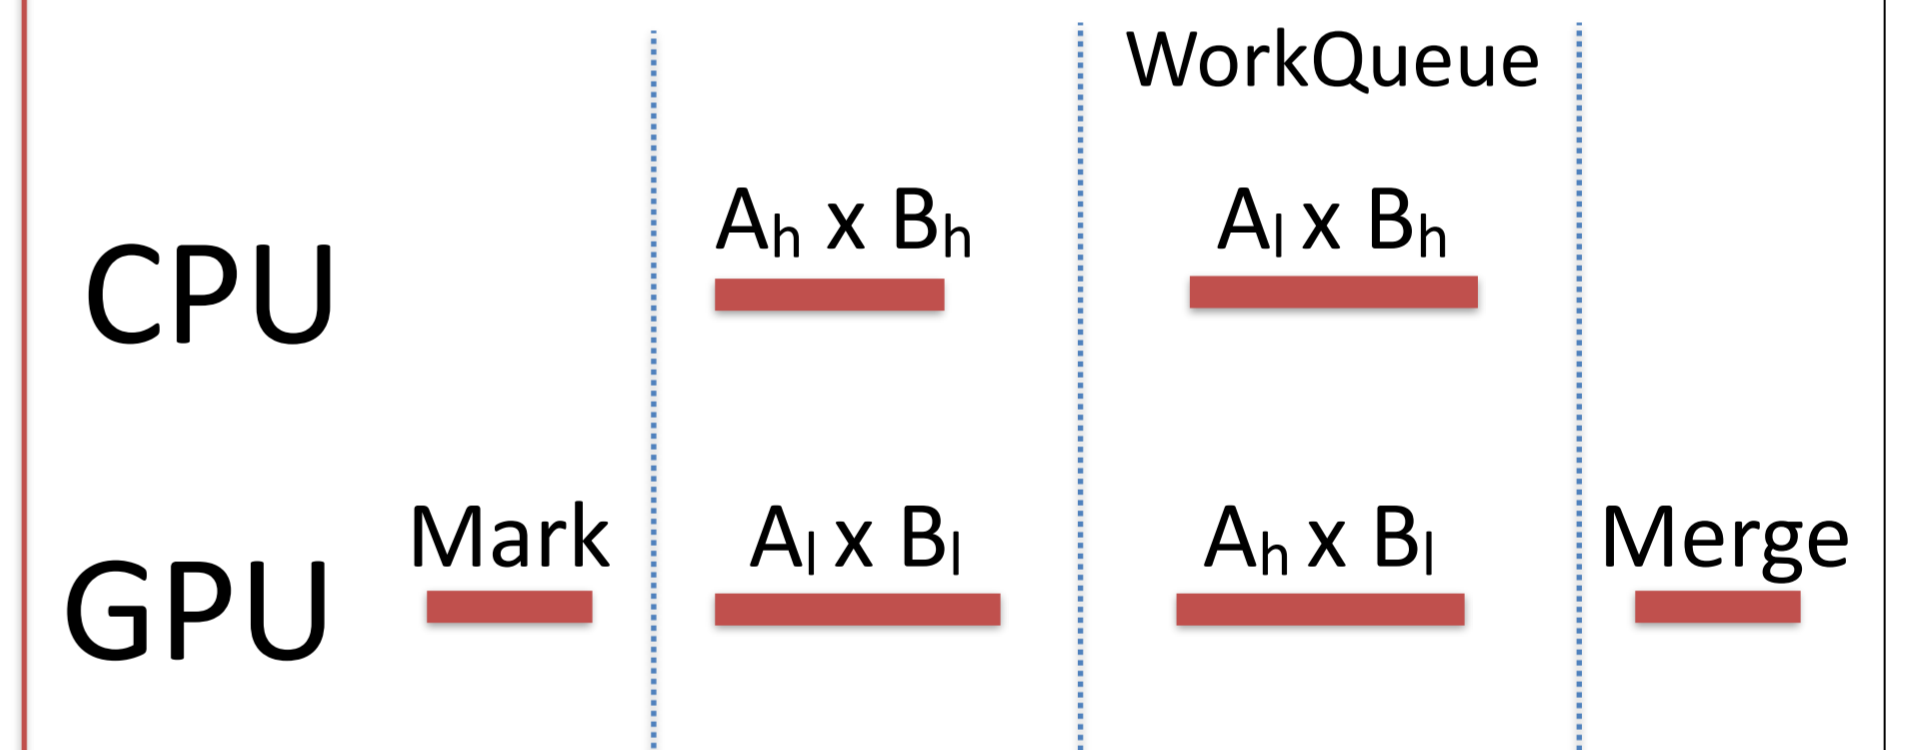 WorkQueue
CPU
Aₕ x Bₕ
Aₗ x Bₕ
GPU
Mark
Aₗ x Bₗ
Aₕ x Bₗ
Merge